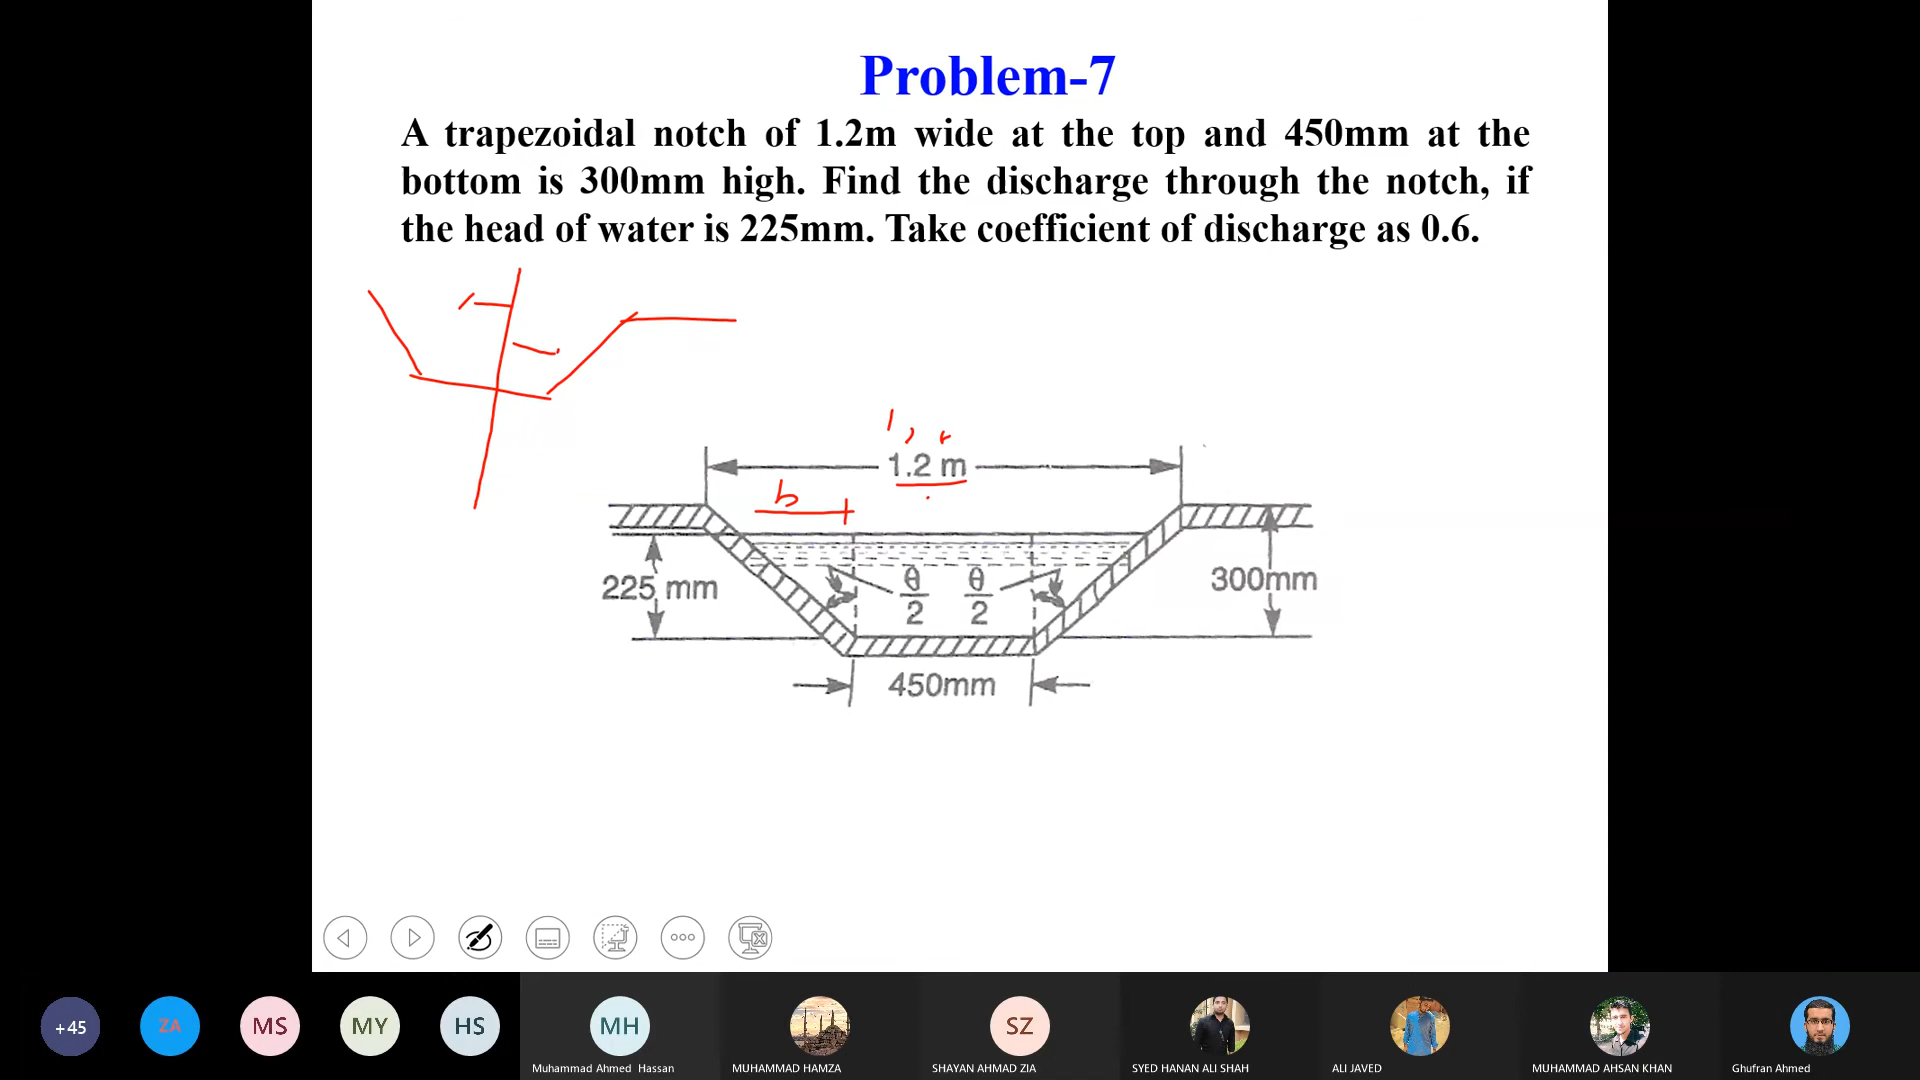 Problem-7
A trapezoidal notch of 1.2m wide at the top and 450mm at the
bottom is 300mm high. Find the discharge through the notch, if
the head of water is 225mm. Take coefficient of discharge as 0.6.
1.2 m
b
225 mm
θ/2 θ/2
300mm
450mm
+45
ZA
MS
MY
HS
MH
SZ
Muhammad Ahmed Hassan
MUHAMMAD HAMZA
SHAYAN AHMAD ZIA
SYED HANAN ALI SHAH
ALI JAVED
MUHAMMAD AHSAN KHAN
Ghufran Ahmed